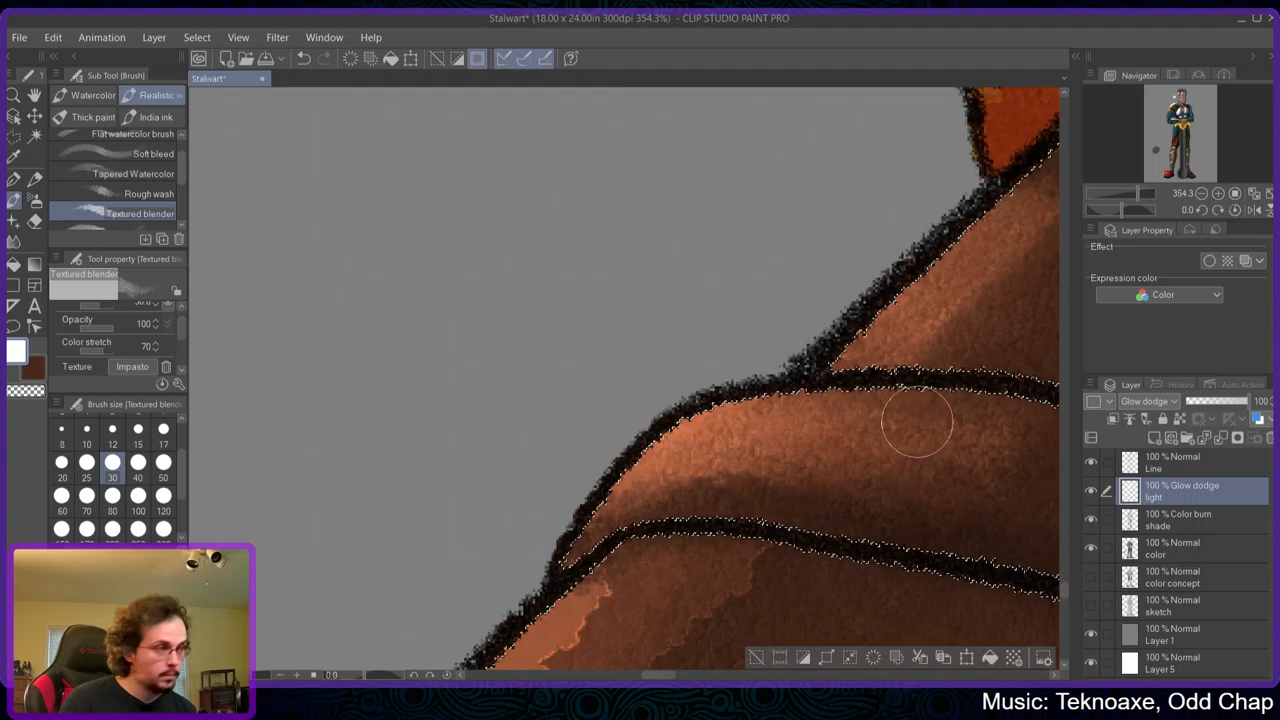 Stalwart* (18.00 x 24.00in 300dpi 354.3%) - CLIP STUDIO PAINT PRO
File Edit Animation Layer Select View Filter Window Help
Sub Tool [Brush]
Stalwart*
Navigator
Watercolor
Realistic w
Thick paint
India ink
Flat watercolor brush
Soft bleed
Tapered Watercolor
Rough wash
Textured blender
354.3
0.0
Layer Property
Effect
Tool property [Textured blen
Textured blender
Expression color
Color
Opacity 100
Color stretch 70
Texture Impasto
Layer History Auto Action
Glow dodge 100
Brush size [Textured blend
8 10 12 15 17
20 25 30 40 50
60 70 80 100 120
100 % Normal
Line
100 % Glow dodge
light
100 % Color burn
shade
100 % Normal
color
100 % Normal
color concept
100 % Normal
sketch
100 % Normal
Layer 1
100 % Normal
Layer 5
0.0
Music: Teknoaxe, Odd Chap